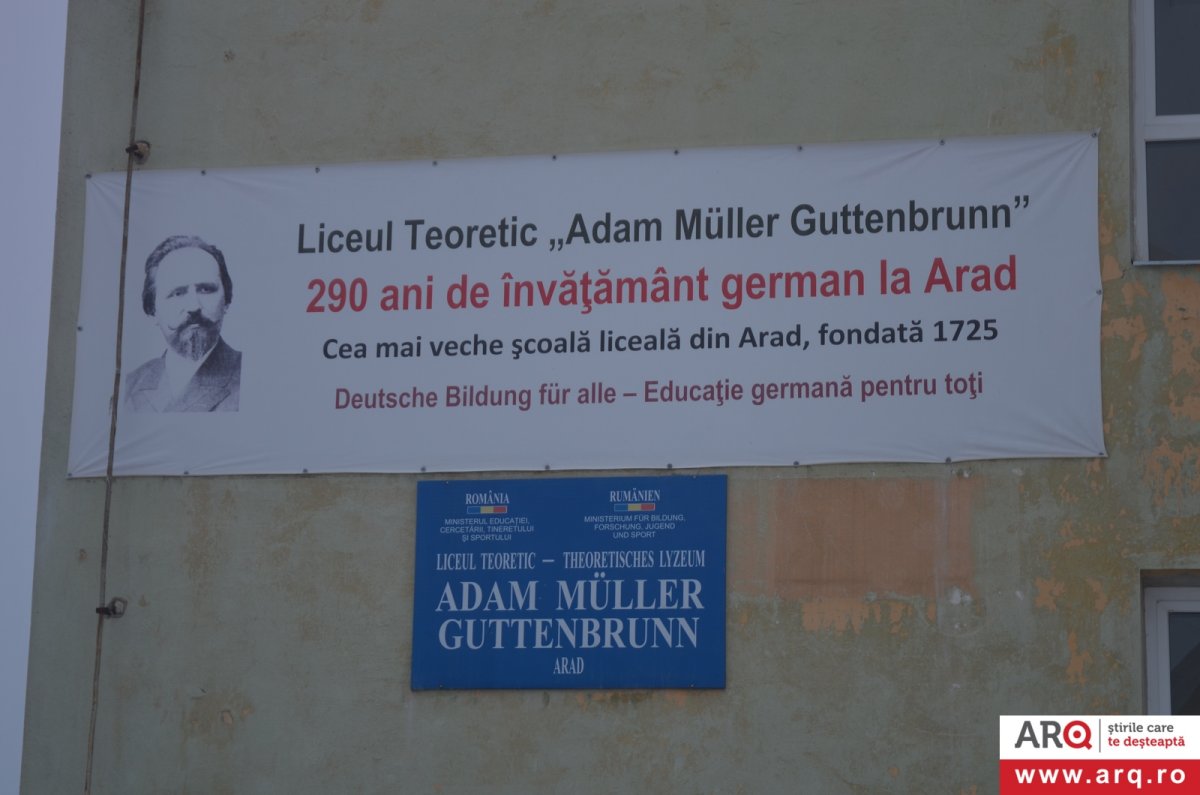 Liceul Teoretic „Adam Müller Guttenbrunn”
290 ani de învăţământ german la Arad
Cea mai veche şcoală liceală din Arad, fondată 1725
Deutsche Bildung für alle – Educaţie germană pentru toţi
ROMÂNIA
MINISTERUL EDUCAŢIEI,
CERCETĂRII, TINERETULUI
ŞI SPORTULUI
RUMÄNIEN
MINISTERIUM FÜR BILDUNG,
FORSCHUNG, JUGEND
UND SPORT
LICEUL TEORETIC – THEORETISCHES LYZEUM
ADAM MÜLLER
GUTTENBRUNN
ARAD
ARQ
știrile care
te deșteaptă
www.arq.ro